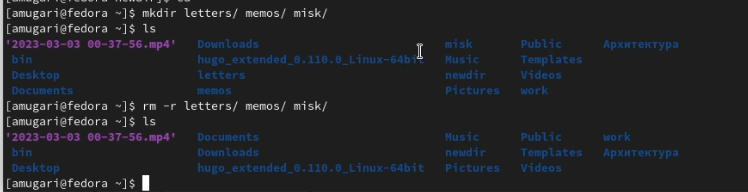 [amugari@fedora ~]$ mkdir letters/ memos/ misk/
[amugari@fedora ~]$ ls
'2023-03-03 00-37-56.mp4' Downloads misk Public Архитектура
bin hugo_extended_0.110.0_Linux-64bit Music Templates
Desktop letters newdir Videos
Documents memos Pictures work
[amugari@fedora ~]$ rm -r letters/ memos/ misk/
[amugari@fedora ~]$ ls
'2023-03-03 00-37-56.mp4' Documents Music Public work
bin Downloads newdir Templates Архитектура
Desktop hugo_extended_0.110.0_Linux-64bit Pictures Videos
[amugari@fedora ~]$